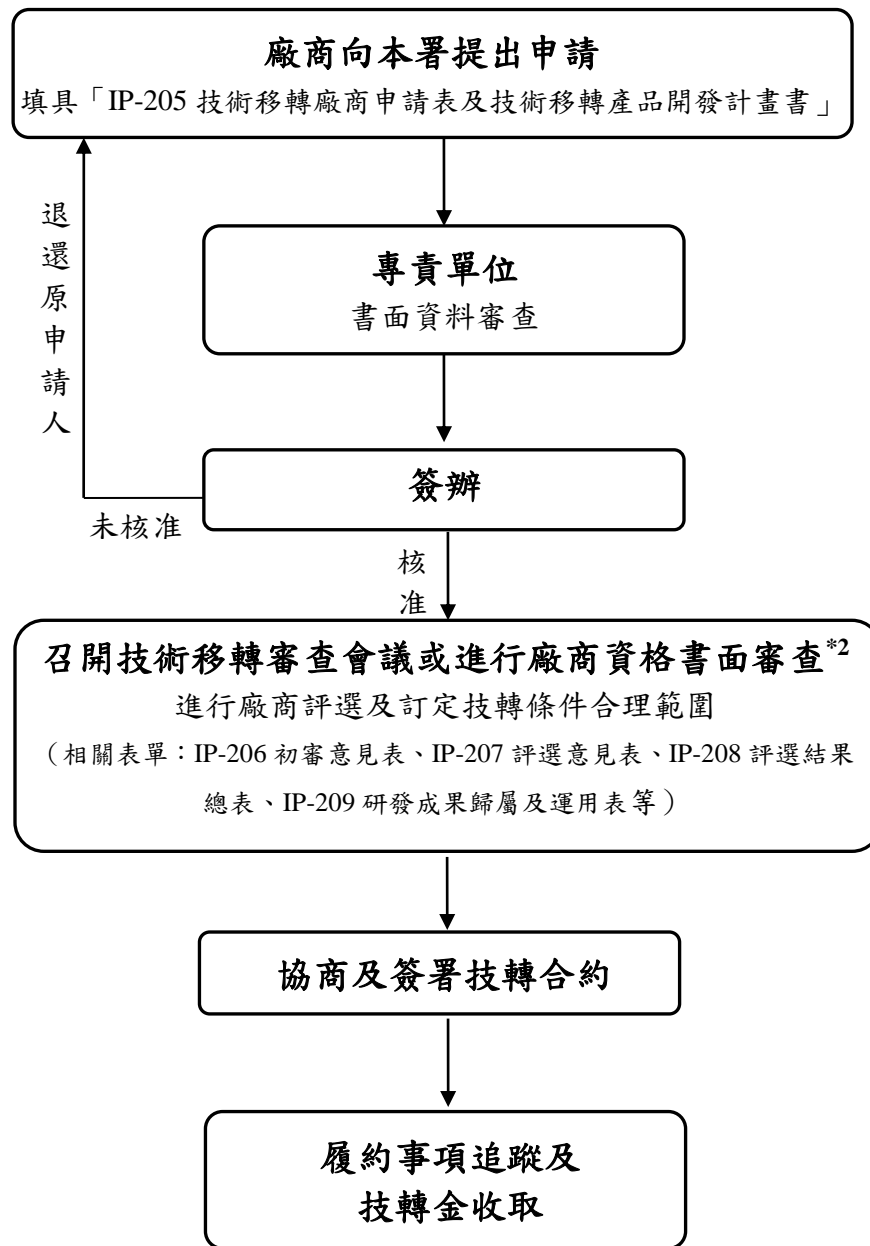 廠商向本署提出申請
填具「IP-205 技術移轉廠商申請表及技術移轉產品開發計畫書」
退還原申請人
專責單位
書面資料審查
簽辦
未核准
核准
召開技術移轉審查會議或進行廠商資格書面審查*2
進行廠商評選及訂定技轉條件合理範圍
（相關表單：IP-206 初審意見表、IP-207 評選意見表、IP-208 評選結果
總表、IP-209 研發成果歸屬及運用表等）
協商及簽署技轉合約
履約事項追蹤及
技轉金收取